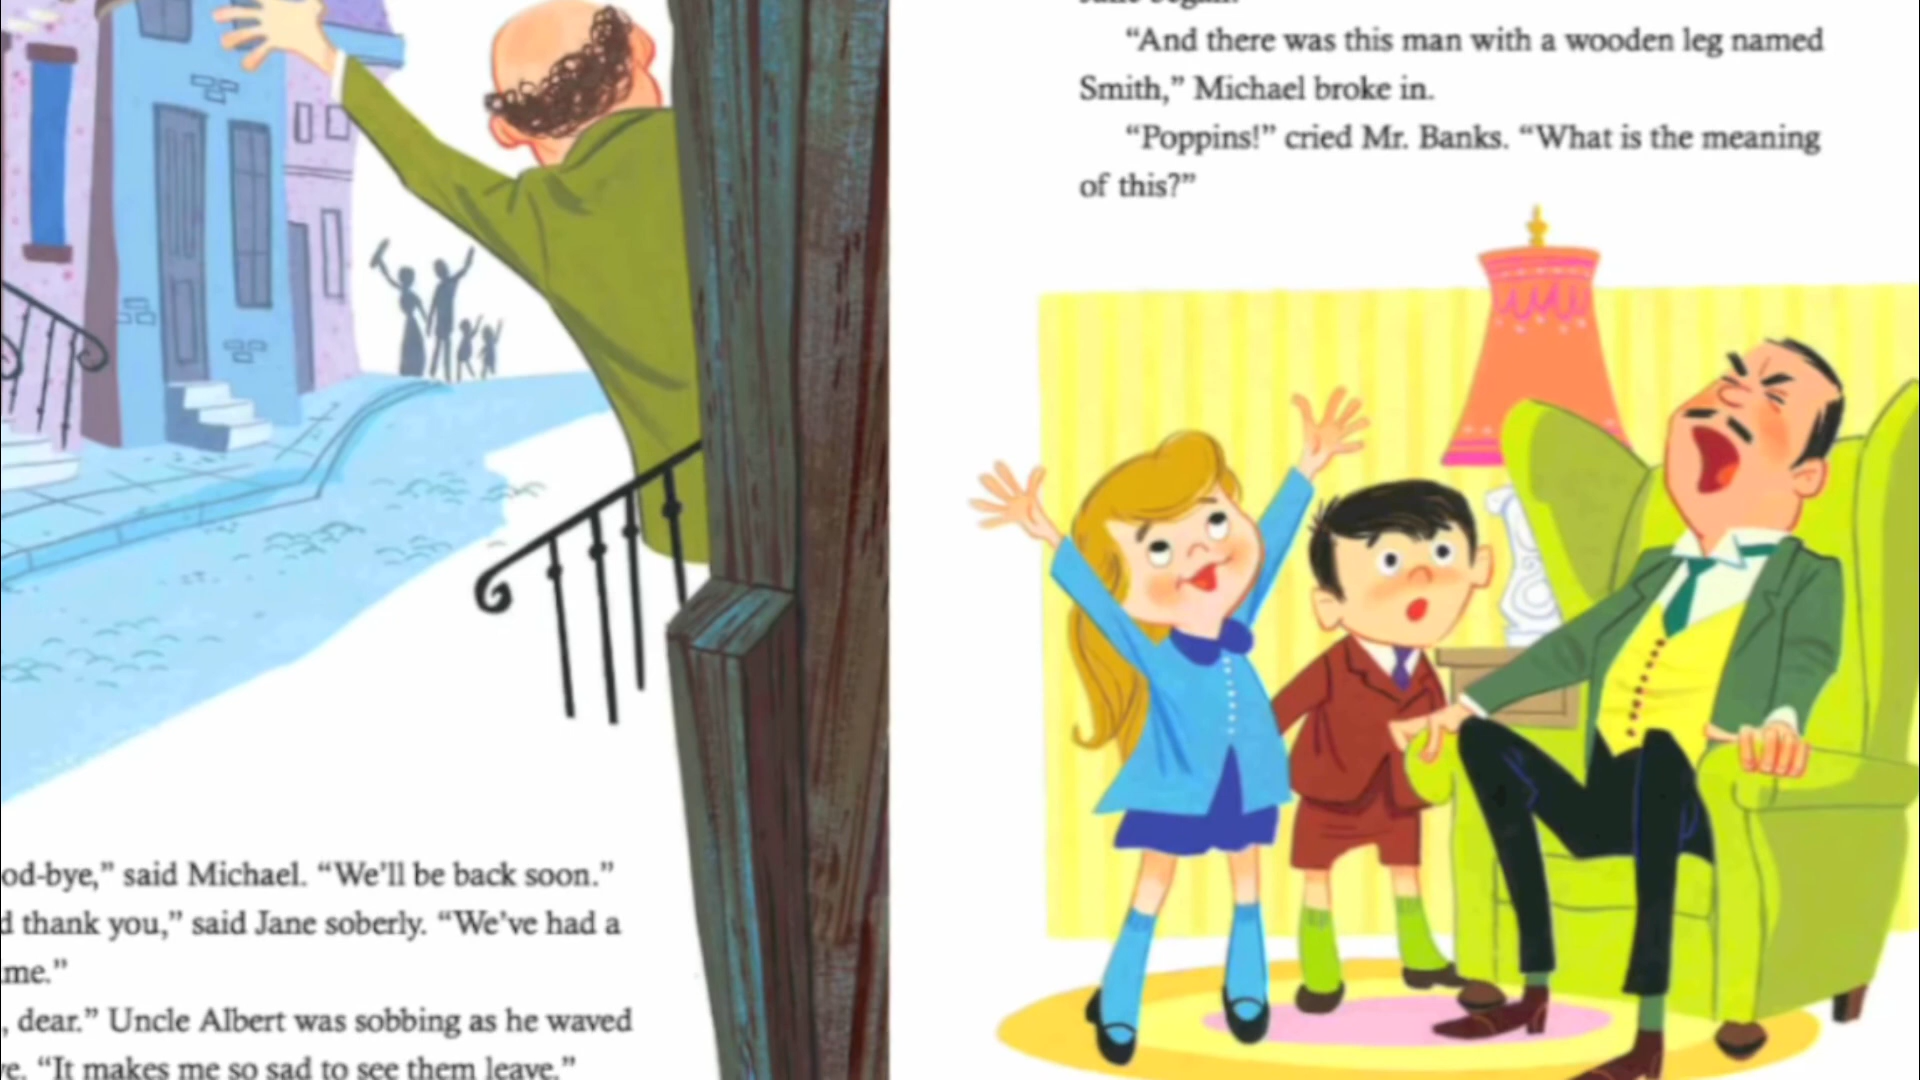 od-bye,” said Michael. “We’ll be back soon.”
thank you,” said Jane soberly. “We’ve had a
me.”
, dear.” Uncle Albert was sobbing as he waved
“It makes me so sad to see them leave.”
Jane began.
“And there was this man with a wooden leg named
Smith,” Michael broke in.
“Poppins!” cried Mr. Banks. “What is the meaning
of this?”